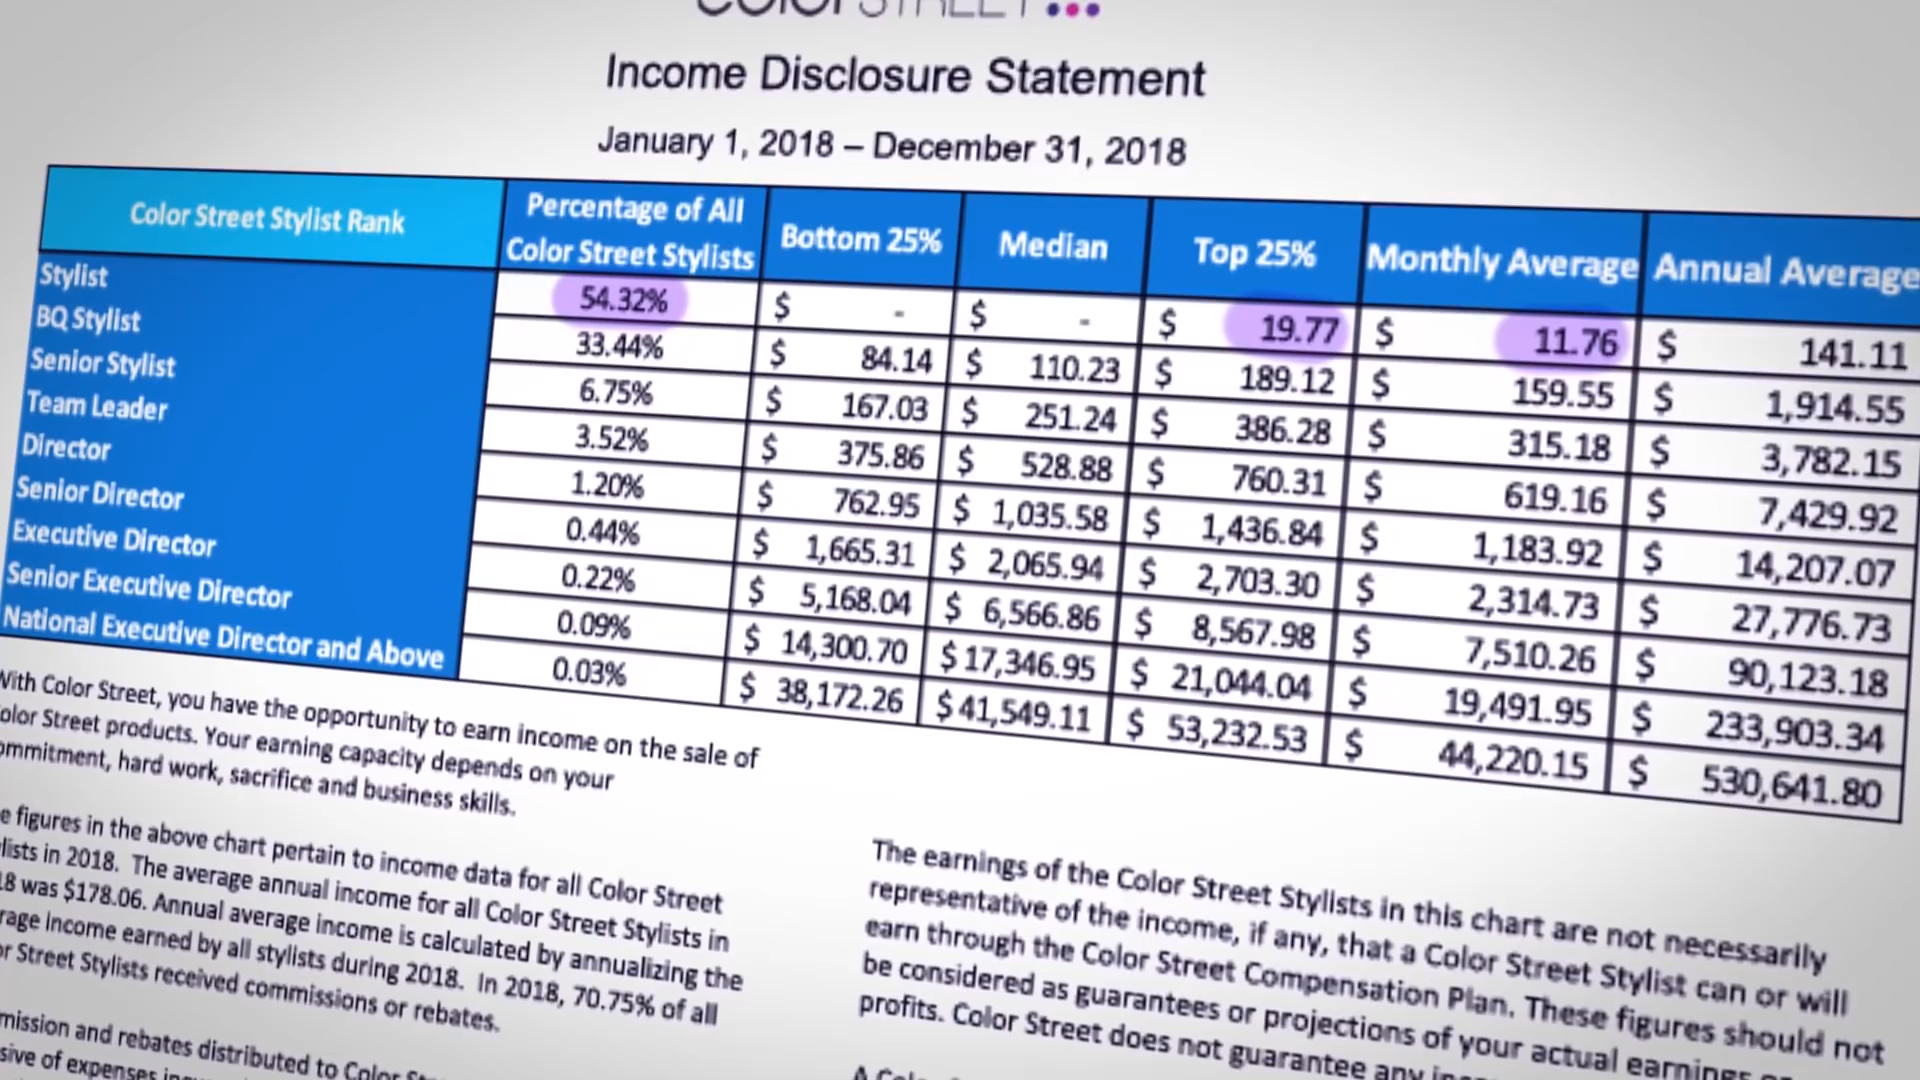 COLOR STREET
Income Disclosure Statement
January 1, 2018 – December 31, 2018
Color Street Stylist Rank Percentage of All Color Street Stylists Bottom 25% Median Top 25% Monthly Average Annual Average
Stylist 54.32% $ - $ - $ 19.77 $ 11.76 $ 141.11
BQ Stylist 33.44% $ 84.14 $ 110.23 $ 189.12 $ 159.55 $ 1,914.55
Senior Stylist 6.75% $ 167.03 $ 251.24 $ 386.28 $ 315.18 $ 3,782.15
Team Leader 3.52% $ 375.86 $ 528.88 $ 760.31 $ 619.16 $ 7,429.92
Director 1.20% $ 762.95 $ 1,035.58 $ 1,436.84 $ 1,183.92 $ 14,207.07
Senior Director 0.44% $ 1,665.31 $ 2,065.94 $ 2,703.30 $ 2,314.73 $ 27,776.73
Executive Director 0.22% $ 5,168.04 $ 6,566.86 $ 8,567.98 $ 7,510.26 $ 90,123.18
Senior Executive Director 0.09% $ 14,300.70 $ 17,346.95 $ 21,044.04 $ 19,491.95 $ 233,903.34
National Executive Director and Above 0.03% $ 38,172.26 $ 41,549.11 $ 53,232.53 $ 44,220.15 $ 530,641.80
With Color Street, you have the opportunity to earn income on the sale of
olor Street products. Your earning capacity depends on your
ommitment, hard work, sacrifice and business skills.
e figures in the above chart pertain to income data for all Color Street
lists in 2018. The average annual income for all Color Street Stylists in
18 was $178.06. Annual average income is calculated by annualizing the
rage income earned by all stylists during 2018. In 2018, 70.75% of all
or Street Stylists received commissions or rebates.
mission and rebates distributed to Color
sive of expenses
The earnings of the Color Street Stylists in this chart are not necessarily
representative of the income, if any, that a Color Street Stylist can or will
earn through the Color Street Compensation Plan. These figures should not
be considered as guarantees or projections of your actual earnings
profits. Color Street does not guarantee any